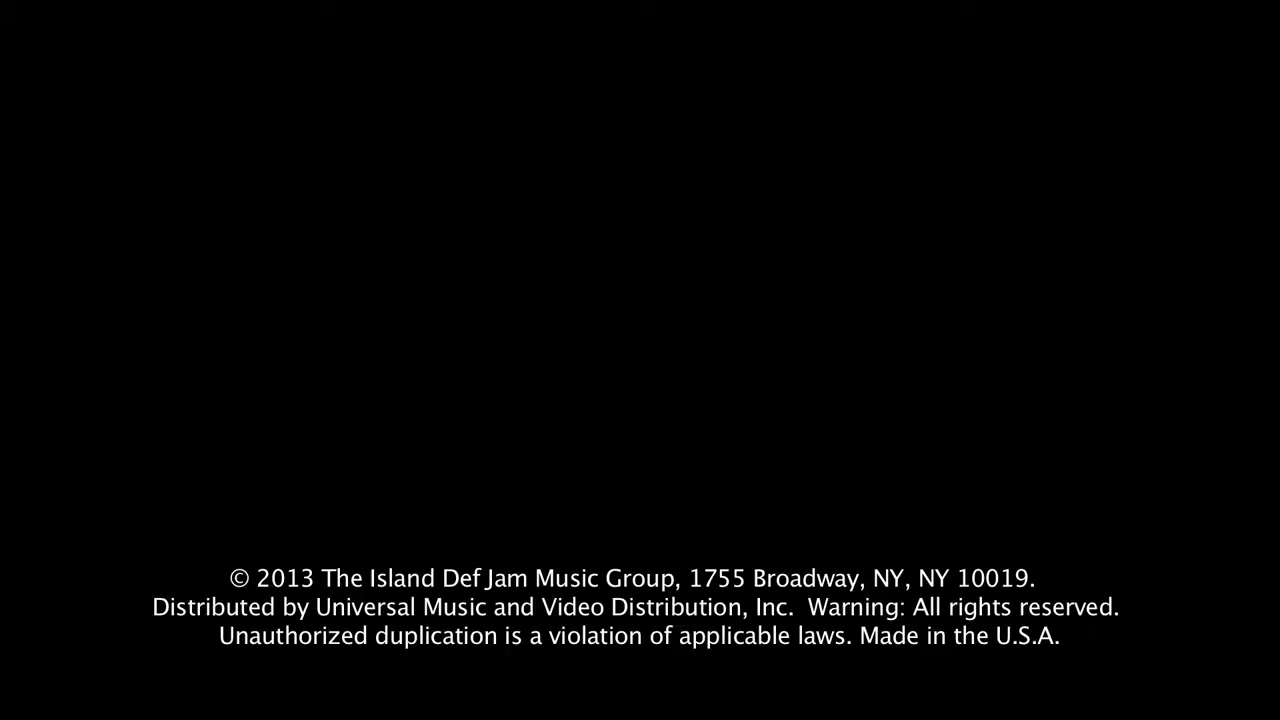 © 2013 The Island Def Jam Music Group, 1755 Broadway, NY, NY 10019.
Distributed by Universal Music and Video Distribution, Inc.  Warning: All rights reserved.
Unauthorized duplication is a violation of applicable laws. Made in the U.S.A.